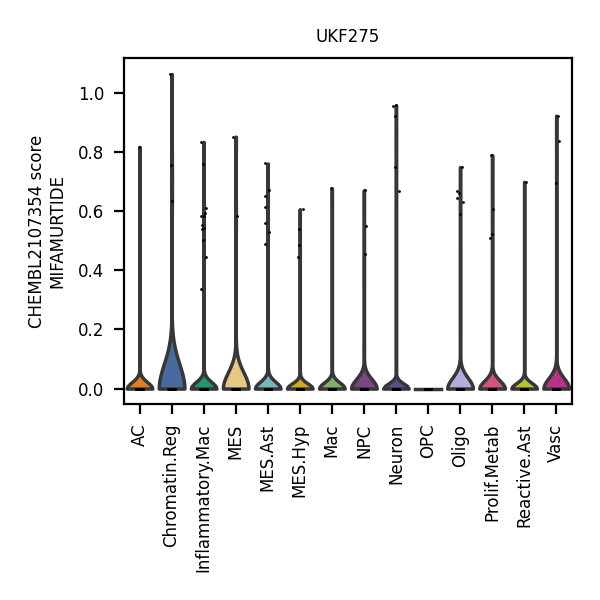 UKF275
CHEMBL2107354 score
MIFAMURTIDE
1.0
0.8
0.6
0.4
0.2
0.0
AC
Chromatin.Reg
Inflammatory.Mac
MES
MES.Ast
MES.Hyp
Mac
NPC
Neuron
OPC
Oligo
Prolif.Metab
Reactive.Ast
Vasc